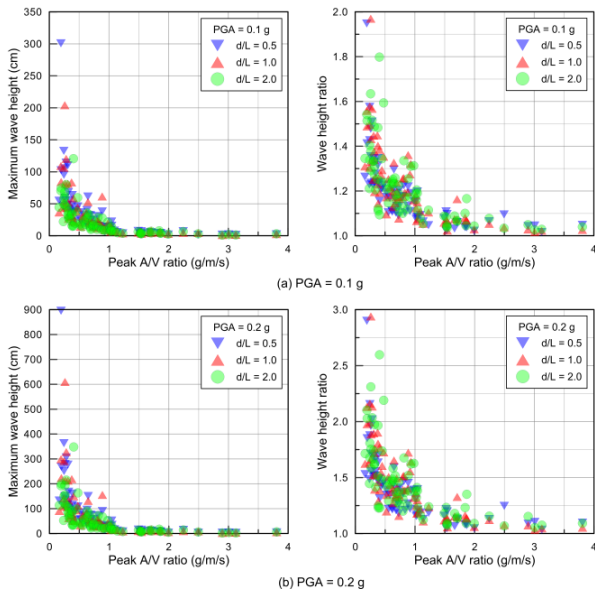 350
300
250
200
150
100
50
0
Maximum wave height (cm)
PGA = 0.1 g
d/L = 0.5
d/L = 1.0
d/L = 2.0
0 1 2 3 4
Peak A/V ratio (g/m/s)
2.0
1.8
1.6
1.4
1.2
1.0
Wave height ratio
PGA = 0.1 g
d/L = 0.5
d/L = 1.0
d/L = 2.0
0 1 2 3 4
Peak A/V ratio (g/m/s)
(a) PGA = 0.1 g
900
800
700
600
500
400
300
200
100
0
Maximum wave height (cm)
PGA = 0.2 g
d/L = 0.5
d/L = 1.0
d/L = 2.0
0 1 2 3 4
Peak A/V ratio (g/m/s)
3.0
2.5
2.0
1.5
1.0
Wave height ratio
PGA = 0.2 g
d/L = 0.5
d/L = 1.0
d/L = 2.0
0 1 2 3 4
Peak A/V ratio (g/m/s)
(b) PGA = 0.2 g